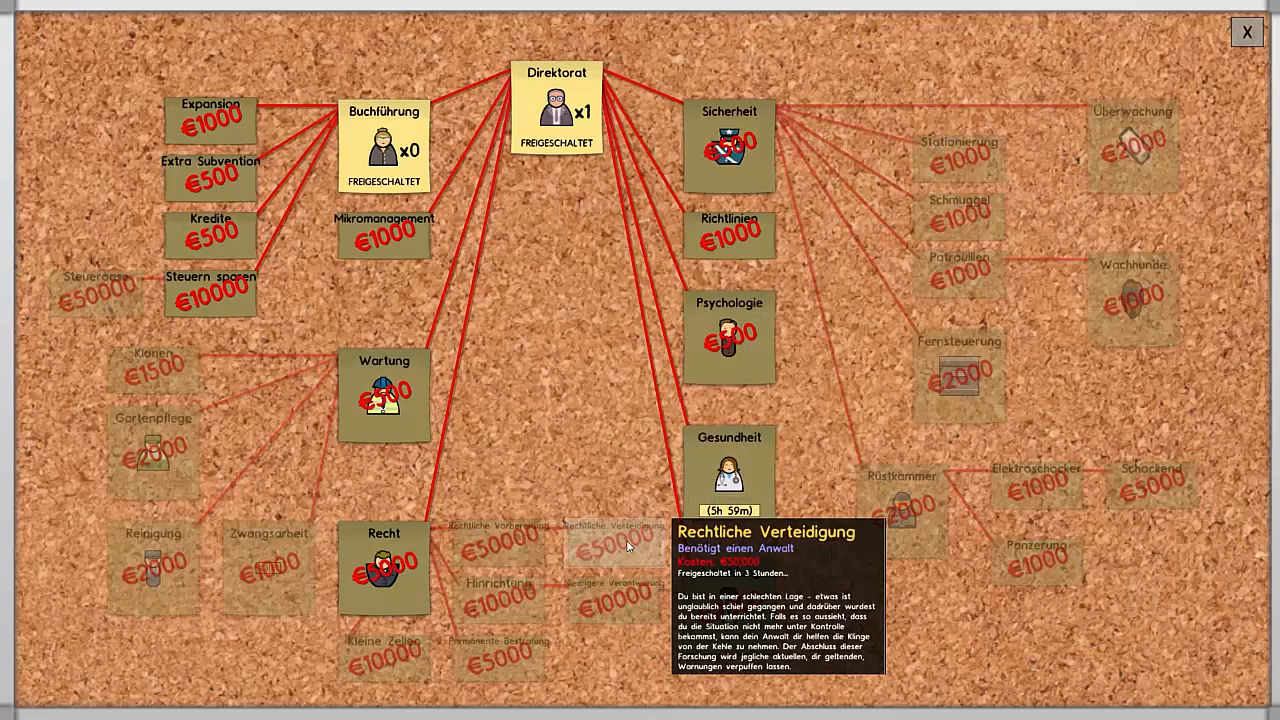 X
Direktorat
x1
FREIGESCHALTET
Expansion
€1000
Buchführung
x0
FREIGESCHALTET
Sicherheit
€500
Überwachung
€2000
Extra Subvention
€500
Stationierung
€1000
Kredite
€500
Mikromanagement
€1000
Richtlinien
€1000
Schmuggel
€1000
Patrouillen
€1000
Wachhunde
€1000
€50000
Steuern sparen
€10000
Psychologie
€500
Fernsteuerung
€2000
Klonen
€1500
Wartung
€500
Gartenpflege
€2000
Gesundheit
(5h 59m)
Rüstkammer
€2000
Elektroschocker
€1000
Schockend
€5000
Reinigung
€2000
Zwangsarbeit
€1000
Recht
€5000
Rechtliche Vorbereitung
€50000
Rechtliche Verteidigung
€50000
Hinrichtung
€10000
€10000
Panzerung
€1000
Kleine Zellen
€10000
Permanente Bestrafung
€5000
Rechtliche Verteidigung
Benötigt einen Anwalt
Kosten: €50,000
Freigeschaltet in 3 Stunden...
Du bist in einer schlechten Lage - etwas ist
unglaublich schief gegangen und dadrüber wurdest
du bereits unterrichtet. Falls es so aussieht, dass
du die Situation nicht mehr unter Kontrolle
bekommst, kann dein Anwalt dir helfen die Klinge
von der Kehle zu nehmen. Der Abschluss dieser
Forschung wird jegliche aktuellen, dir geltenden,
Warnungen verpuffen lassen.